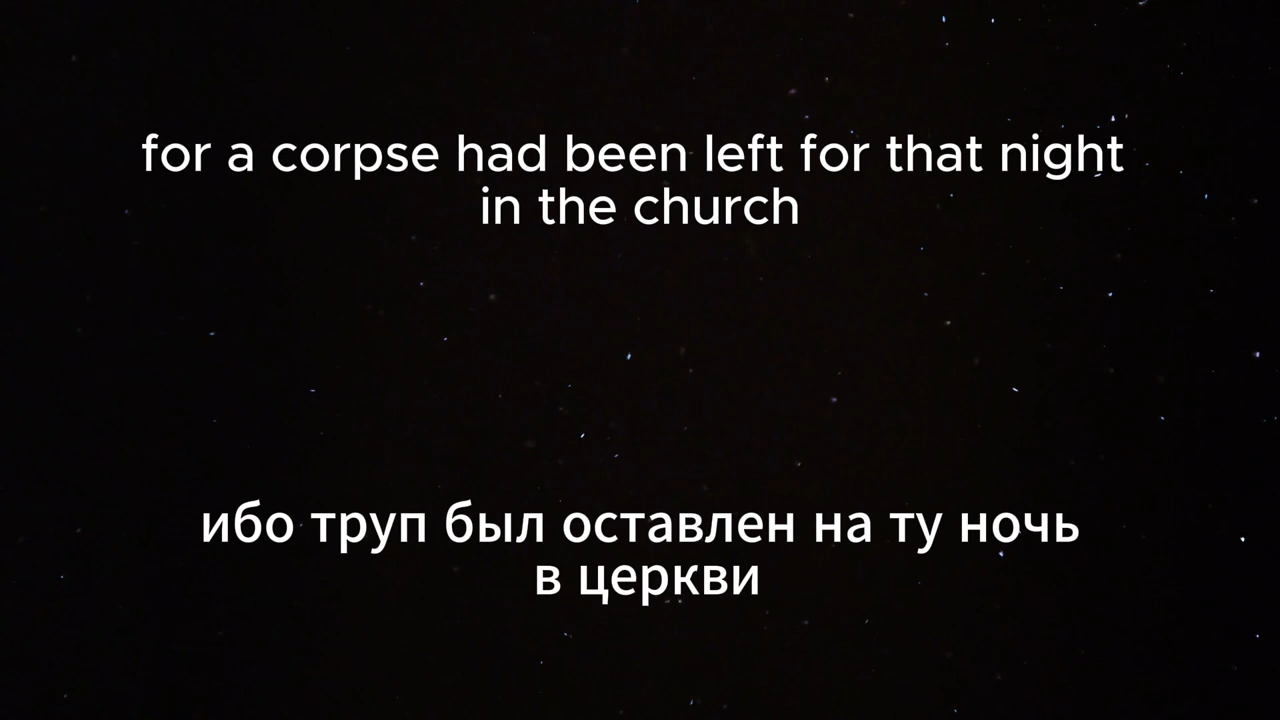 for a corpse had been left for that night
in the church
ибо труп был оставлен на ту ночь
в церкви